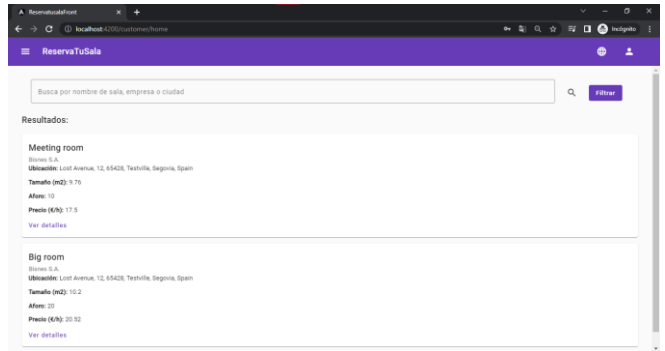 ReservatusalaFront
localhost:4200/customer/home
Incógnito
ReservaTuSala
Busca por nombre de sala, empresa o ciudad
Filtrar
Resultados:
Meeting room
Bisnes S.A.
Ubicación: Lost Avenue, 12, 65428, Testville, Segovia, Spain
Tamaño (m2): 9.76
Aforo: 10
Precio (€/h): 17.5
Ver detalles
Big room
Bisnes S.A.
Ubicación: Lost Avenue, 12, 65428, Testville, Segovia, Spain
Tamaño (m2): 10.2
Aforo: 20
Precio (€/h): 20.52
Ver detalles